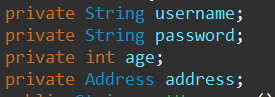 private String username;
private String password;
private int age;
private Address address;